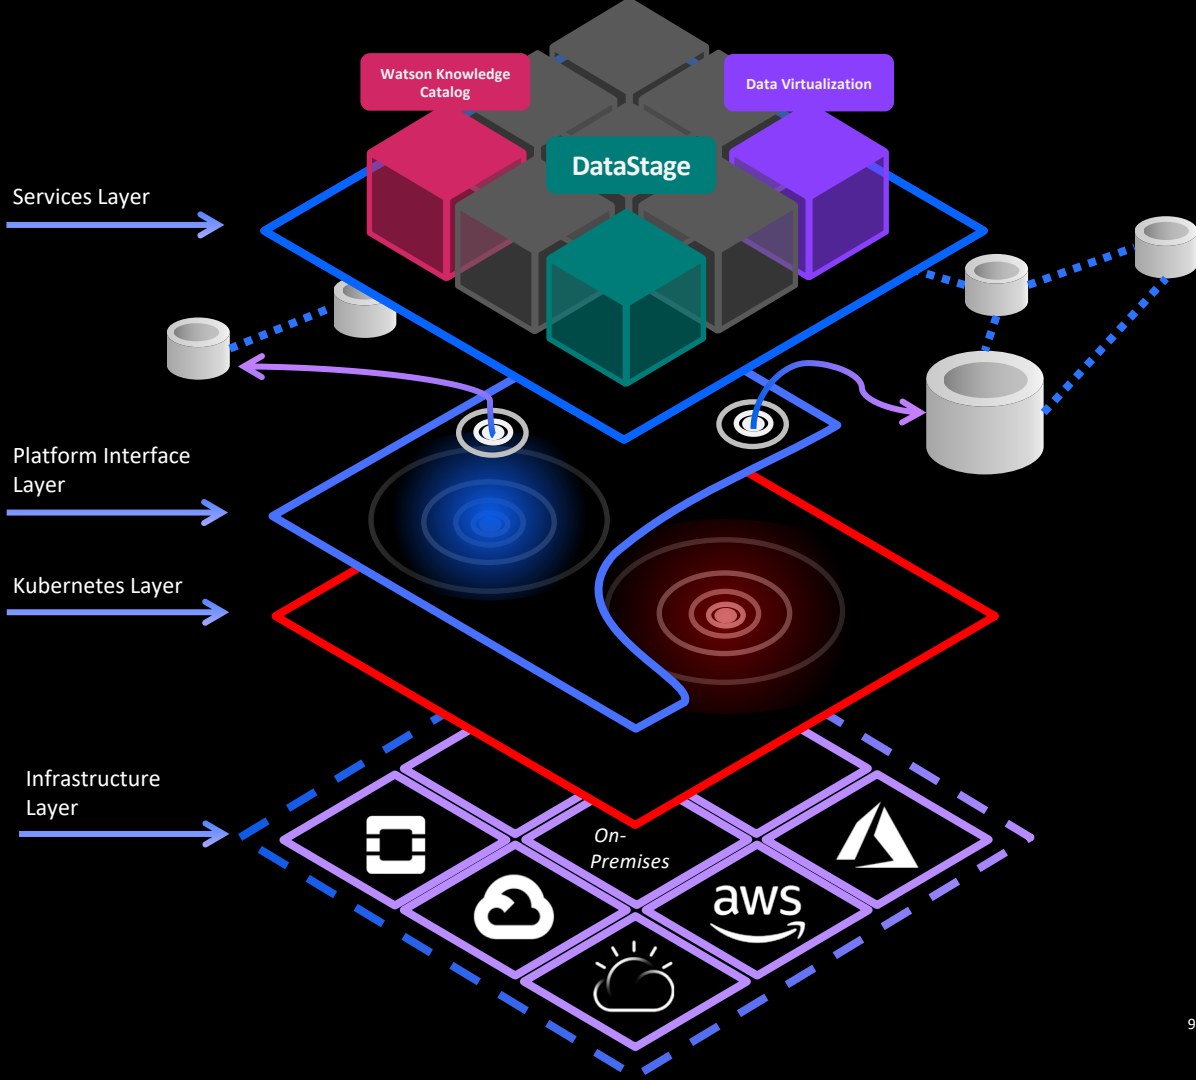 Watson Knowledge
Catalog
Data Virtualization
DataStage
Services Layer
Platform Interface
Layer
Kubernetes Layer
Infrastructure
Layer
On-
Premises
aws
9